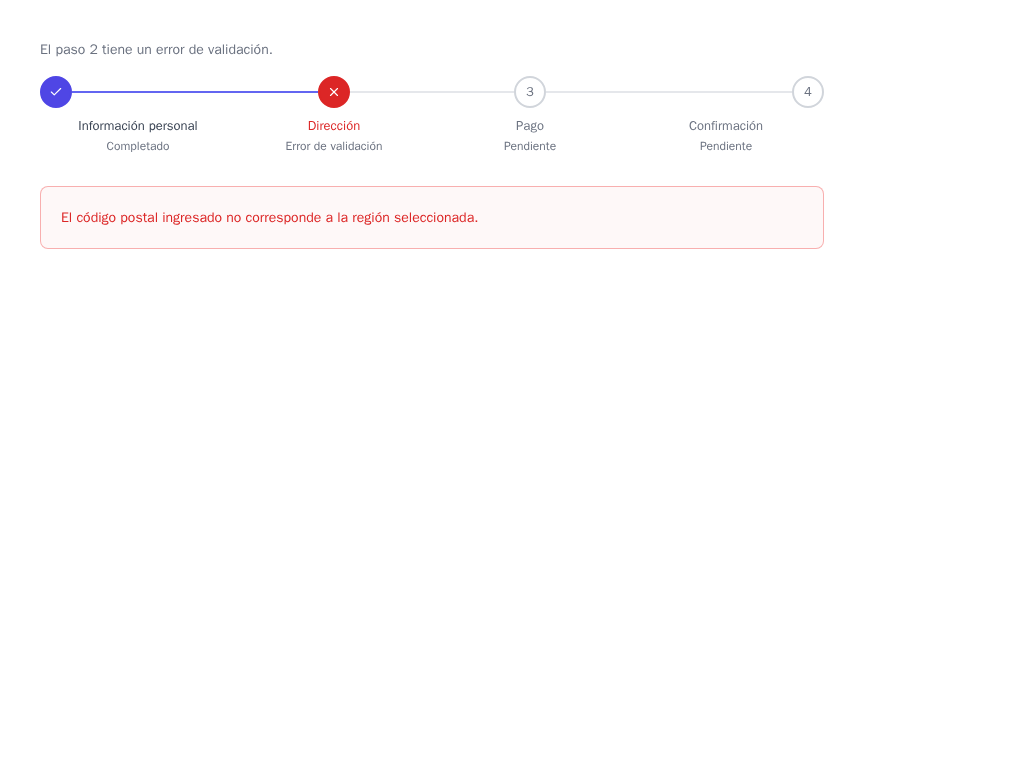 El paso 2 tiene un error de validación.
3
4
Información personal
Dirección
Pago
Confirmación
Completado
Error de validación
Pendiente
Pendiente
El código postal ingresado no corresponde a la región seleccionada.